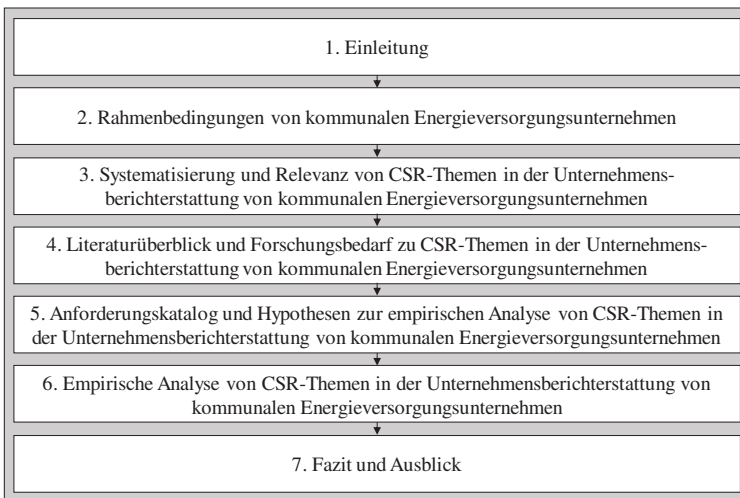 1. Einleitung
2. Rahmenbedingungen von kommunalen Energieversorgungsunternehmen
3. Systematisierung und Relevanz von CSR-Themen in der Unternehmens-
berichterstattung von kommunalen Energieversorgungsunternehmen
4. Literaturüberblick und Forschungsbedarf zu CSR-Themen in der Unternehmens-
berichterstattung von kommunalen Energieversorgungsunternehmen
5. Anforderungskatalog und Hypothesen zur empirischen Analyse von CSR-Themen in
der Unternehmensberichterstattung von kommunalen Energieversorgungsunternehmen
6. Empirische Analyse von CSR-Themen in der Unternehmensberichterstattung von
kommunalen Energieversorgungsunternehmen
7. Fazit und Ausblick